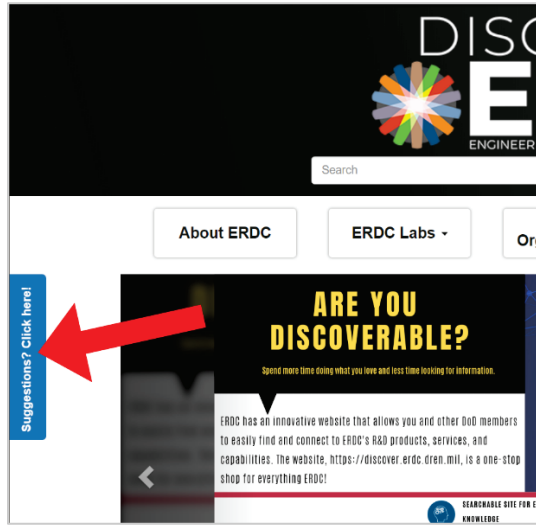 DISC
E
ENGINEER
Search
About ERDC
ERDC Labs
Org
Suggestions? Click here!
ARE YOU
DISCOVERABLE?
Spend more time doing what you love and less time looking for information.
ERDC has an innovative website that allows you and other DoD members
to easily find and connect to ERDC's R&D products, services, and
capabilities. The website, https://discover.erdc.dren.mil, is a one-stop
shop for everything ERDC!
SEARCHABLE SITE FOR E
KNOWLEDGE